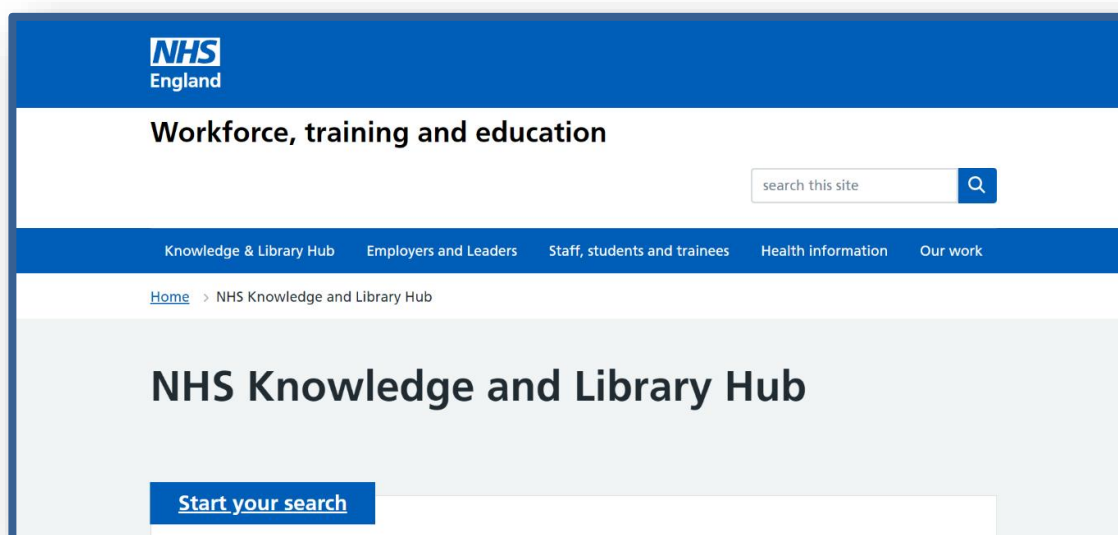 NHS
England
Workforce, training and education
search this site
Knowledge & Library Hub Employers and Leaders Staff, students and trainees Health information Our work
Home > NHS Knowledge and Library Hub
NHS Knowledge and Library Hub
Start your search